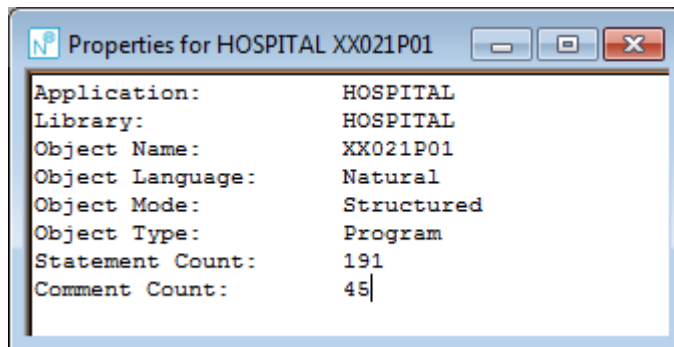 Properties for HOSPITAL XX021P01
Application: HOSPITAL
Library: HOSPITAL
Object Name: XX021P01
Object Language: Natural
Object Mode: Structured
Object Type: Program
Statement Count: 191
Comment Count: 45